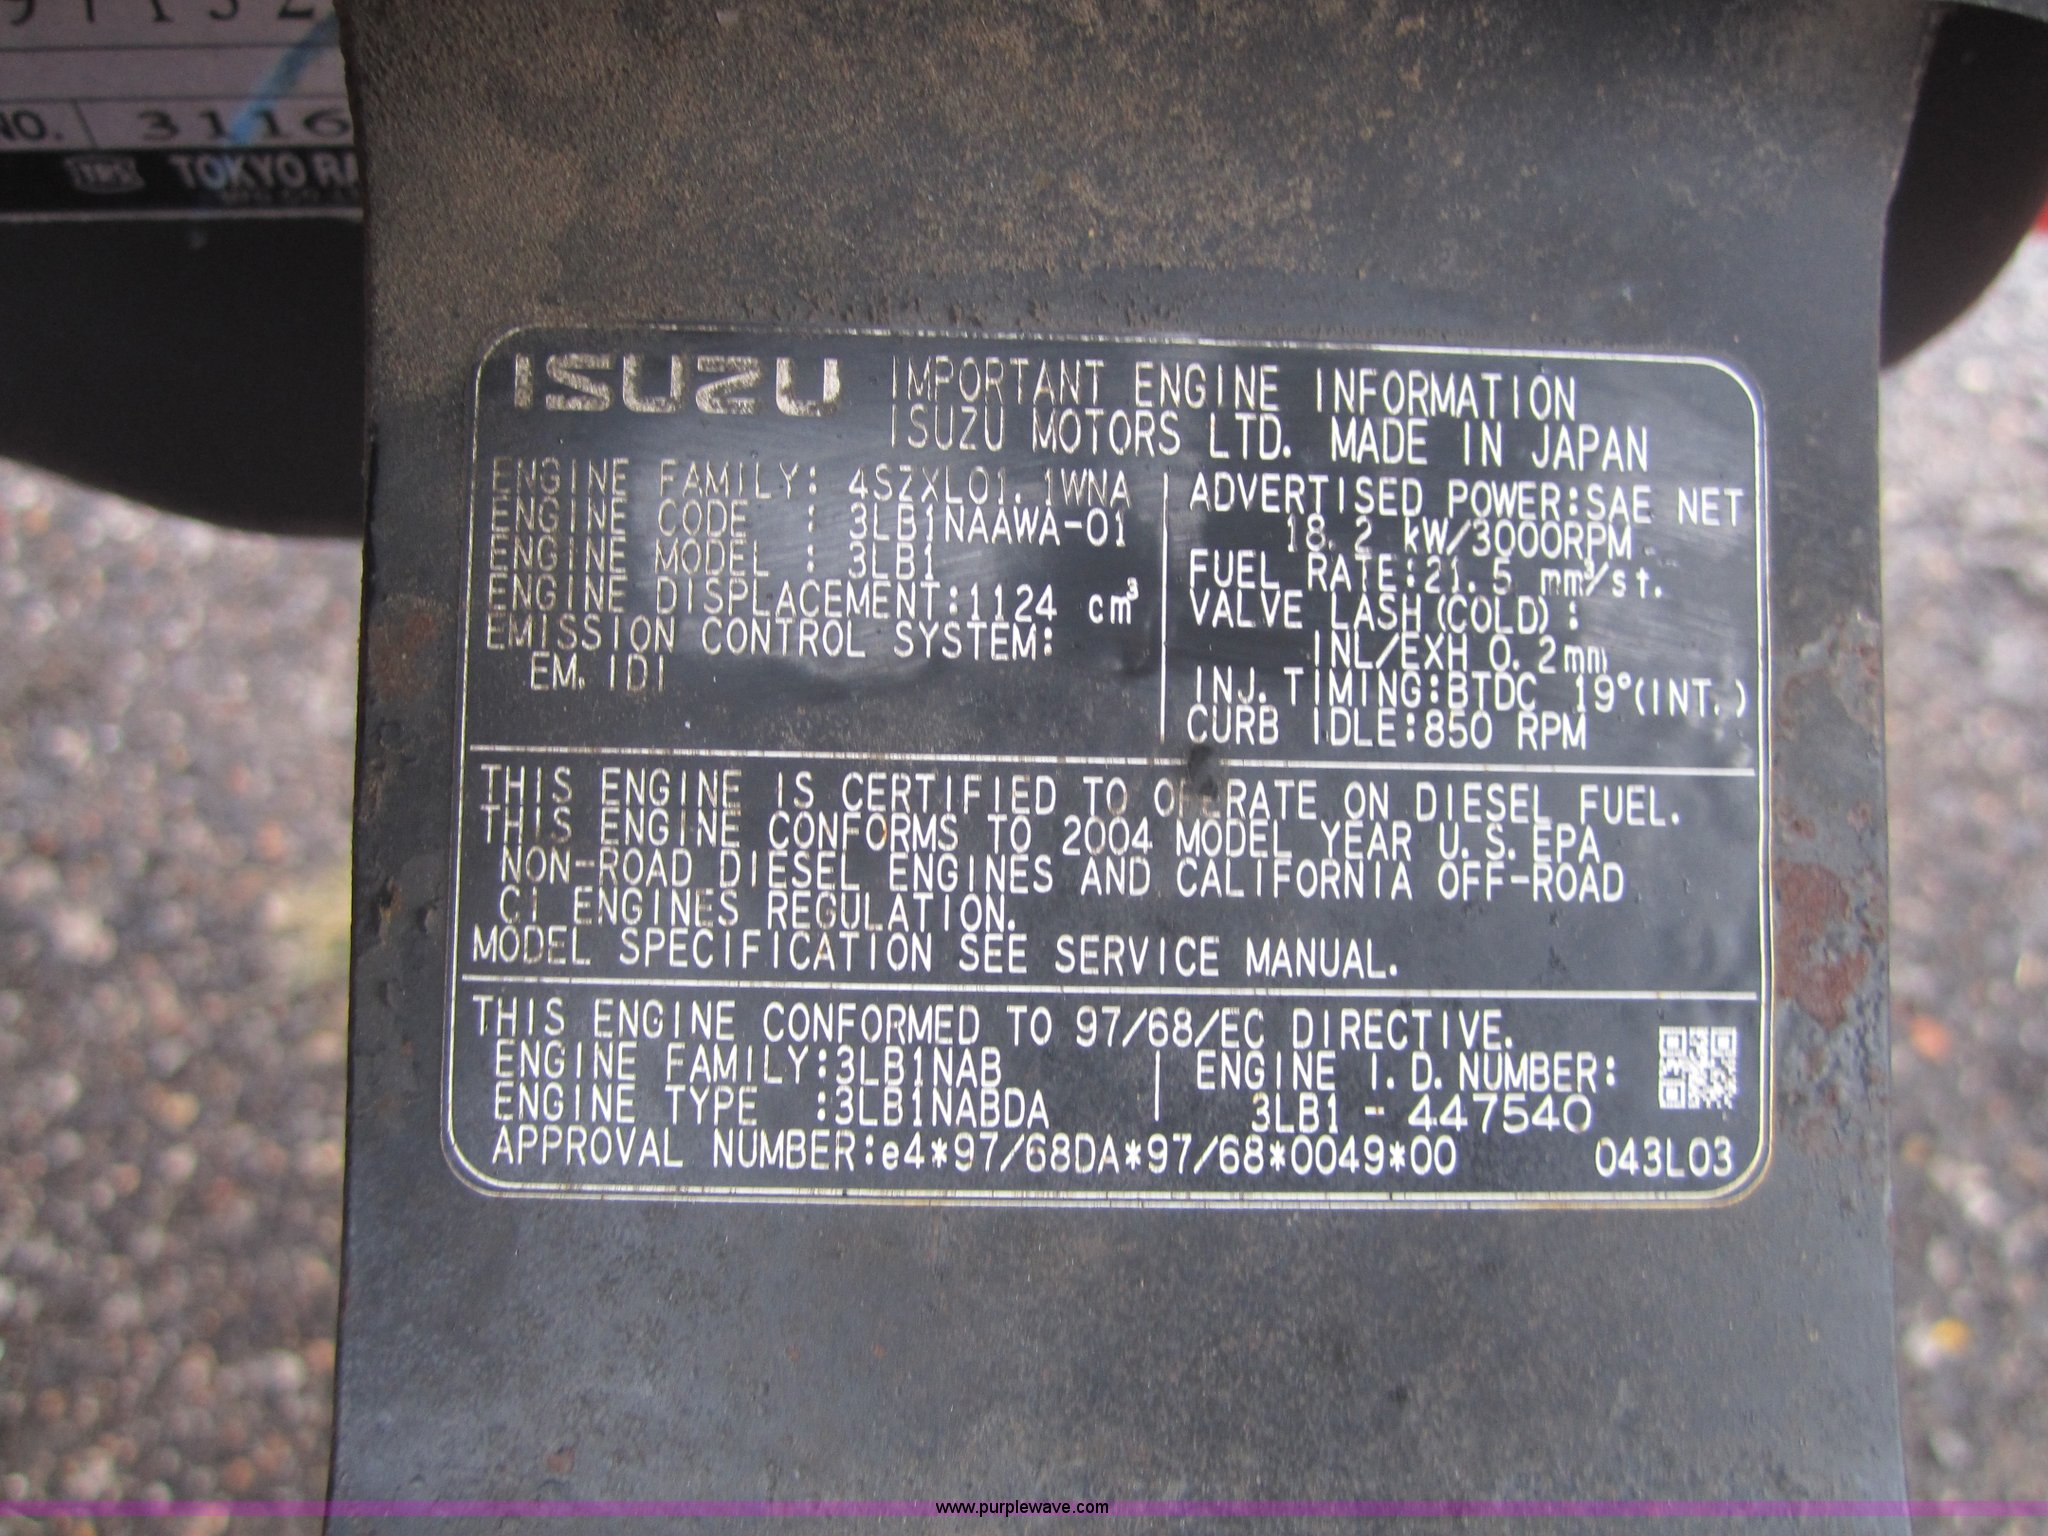 NO. 3116
TOKYO
ISUZU
IMPORTANT ENGINE INFORMATION
ISUZU MOTORS LTD. MADE IN JAPAN
ENGINE FAMILY: 4SZXL01.1WNA
ENGINE CODE : 3LB1NAAWA-01
ENGINE MODEL : 3LB1
ENGINE DISPLACEMENT:1124 cm³
EMISSION CONTROL SYSTEM:
EM. IDI
ADVERTISED POWER:SAE NET
18.2 kW/3000RPM
FUEL RATE:21.5 mm³/st.
VALVE LASH(COLD):
INL/EXH 0.2mm
INJ.TIMING:BTDC 19°(INT.)
CURB IDLE:850 RPM
THIS ENGINE IS CERTIFIED TO OPERATE ON DIESEL FUEL.
THIS ENGINE CONFORMS TO 2004 MODEL YEAR U.S.EPA
NON-ROAD DIESEL ENGINES AND CALIFORNIA OFF-ROAD
CI ENGINES REGULATION.
MODEL SPECIFICATION SEE SERVICE MANUAL.
THIS ENGINE CONFORMED TO 97/68/EC DIRECTIVE.
ENGINE FAMILY:3LB1NAB
ENGINE TYPE :3LB1NABDA
ENGINE I.D.NUMBER:
3LB1 - 447540
APPROVAL NUMBER:e4*97/68DA*97/68*0049*00
043L03
www.purplewave.com